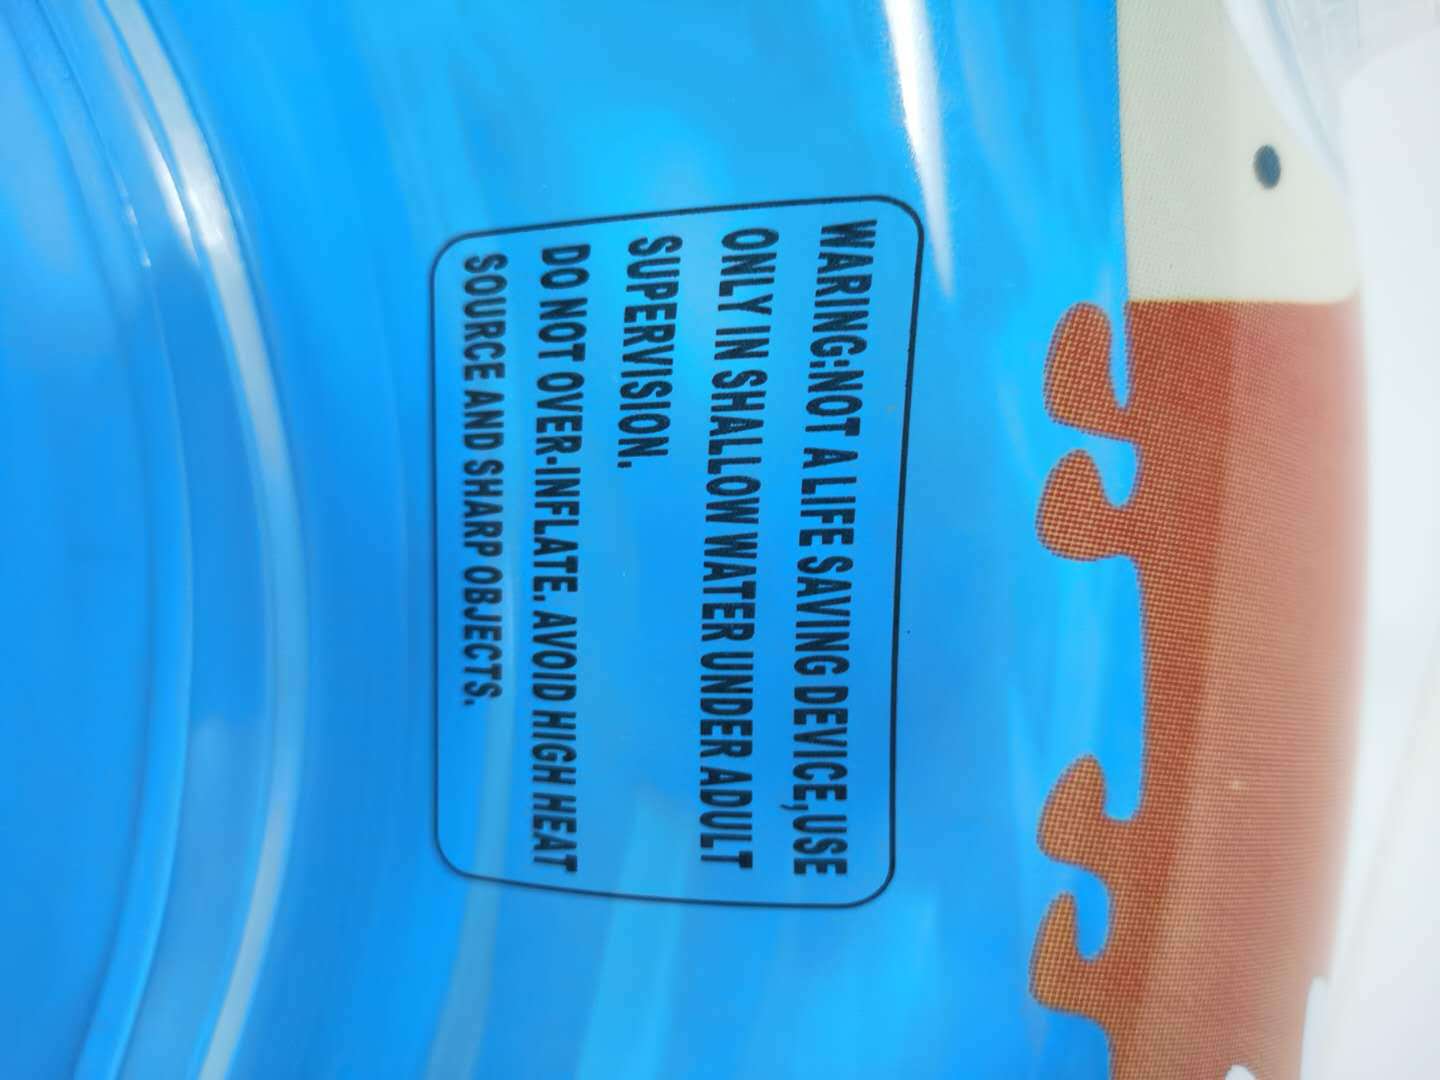 WARING:NOT A LIFE SAVING DEVICE,USE
ONLY IN SHALLOW WATER UNDER ADULT
SUPERVISION.
DO NOT OVER-INFLATE. AVOID HIGH HEAT
SOURCE AND SHARP OBJECTS.